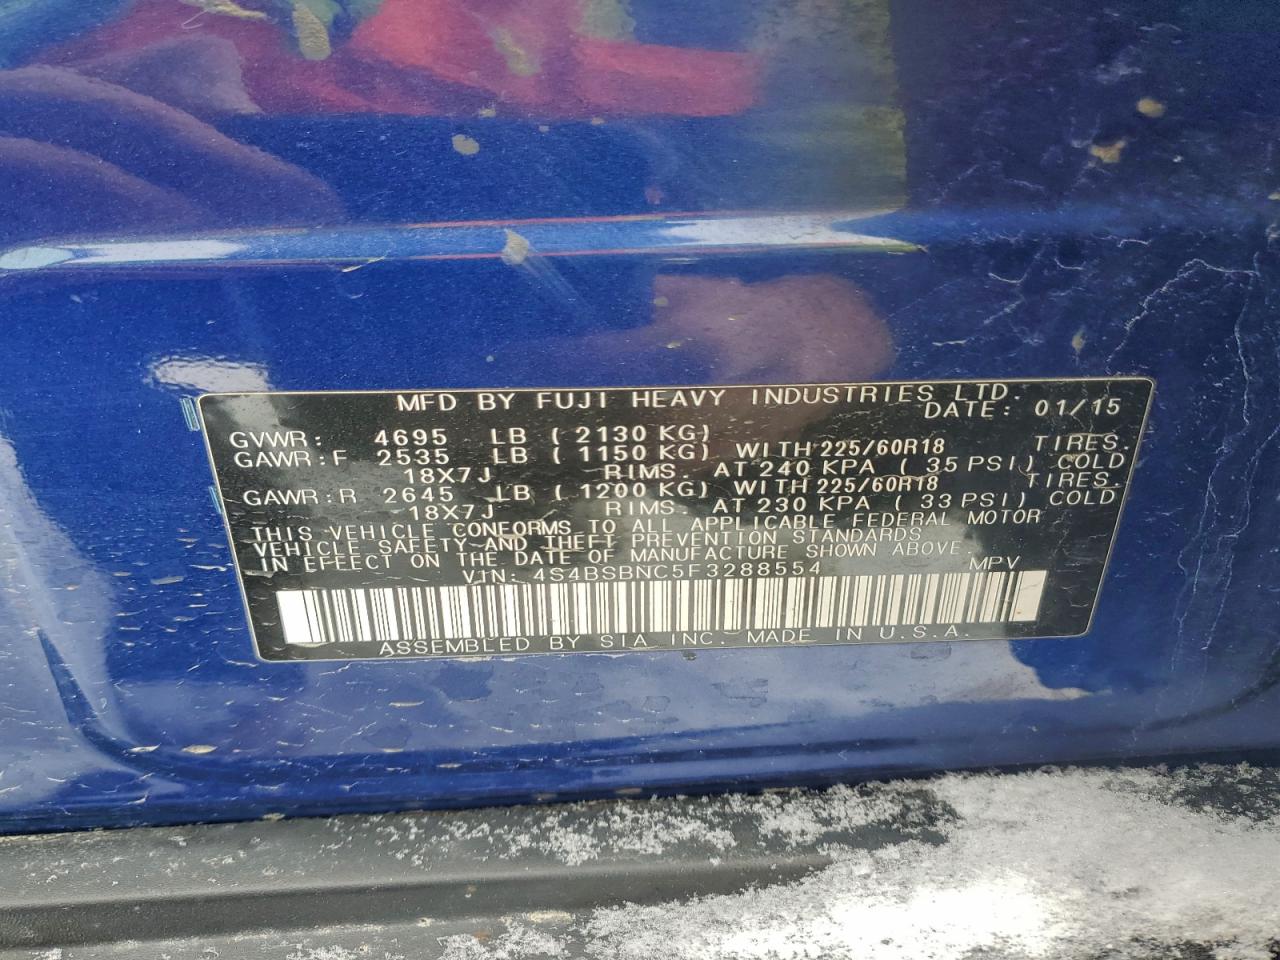 MFD BY FUJI HEAVY INDUSTRIES LTD.
DATE: 01/15
GVWR: 4695 LB (2130 KG)
GAWR: F 2535 LB (1150 KG) WITH 225/60R18 TIRES.
18X7J RIMS. AT 240 KPA (35 PSI) COLD
GAWR: R 2645 LB (1200 KG) WITH 225/60R18 TIRES.
18X7J RIMS. AT 230 KPA (33 PSI) COLD
THIS VEHICLE CONFORMS TO ALL APPLICABLE FEDERAL MOTOR
VEHICLE SAFETY AND THEFT PREVENTION STANDARDS
IN EFFECT ON THE DATE OF MANUFACTURE SHOWN ABOVE.
VIN: 4S4BSBNC5F3288554 MPV
ASSEMBLED BY SIA INC. MADE IN U.S.A.